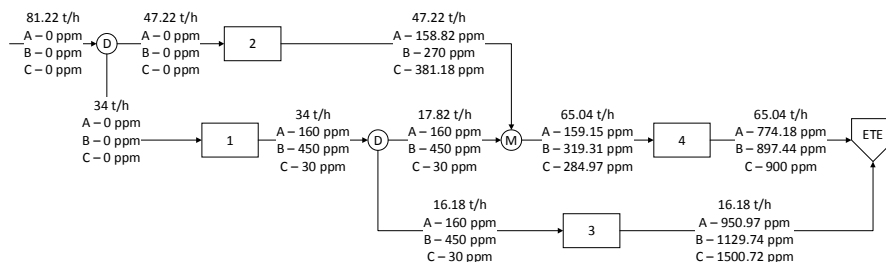 81.22 t/h
A – 0 ppm
B – 0 ppm
C – 0 ppm
D
47.22 t/h
A – 0 ppm
B – 0 ppm
C – 0 ppm
2
47.22 t/h
A – 158.82 ppm
B – 270 ppm
C – 381.18 ppm
34 t/h
A – 0 ppm
B – 0 ppm
C – 0 ppm
1
34 t/h
A – 160 ppm
B – 450 ppm
C – 30 ppm
D
17.82 t/h
A – 160 ppm
B – 450 ppm
C – 30 ppm
M
65.04 t/h
A – 159.15 ppm
B – 319.31 ppm
C – 284.97 ppm
4
65.04 t/h
A – 774.18 ppm
B – 897.44 ppm
C – 900 ppm
ETE
16.18 t/h
A – 160 ppm
B – 450 ppm
C – 30 ppm
3
16.18 t/h
A – 950.97 ppm
B – 1129.74 ppm
C – 1500.72 ppm